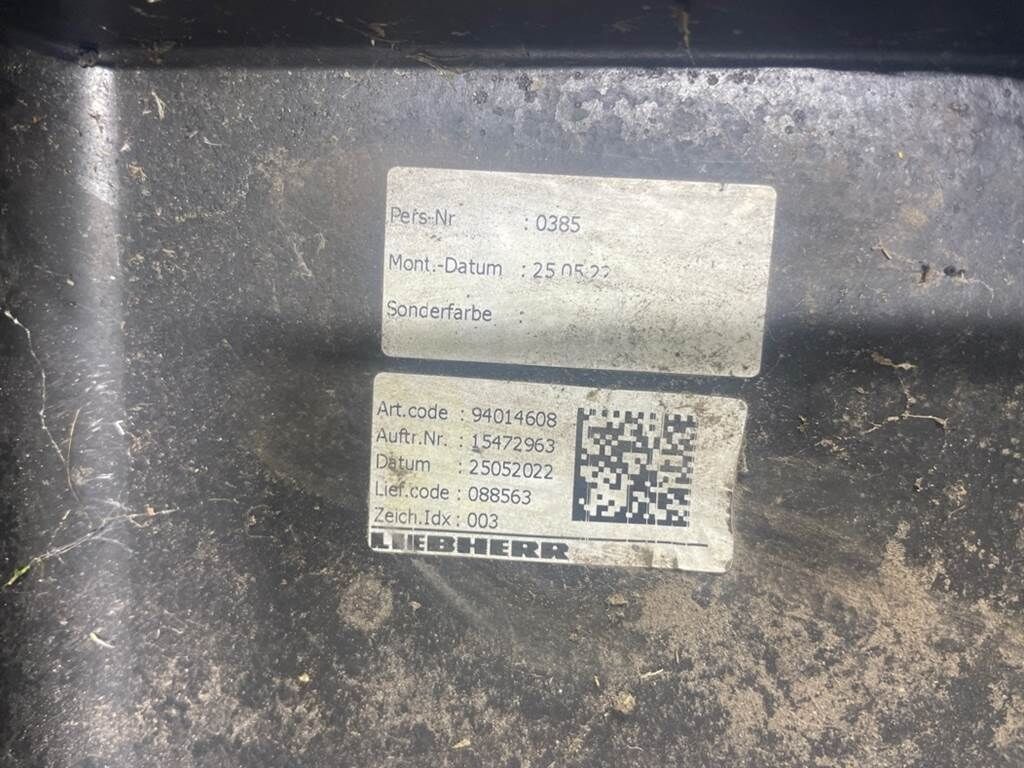 Pers-Nr : 0385
Mont.-Datum : 25.05.22
Sonderfarbe :
Art.code : 94014608
Auftr.Nr. : 15472963
Datum : 25052022
Lief.code : 088563
Zeich.Idx : 003
LIEBHERR